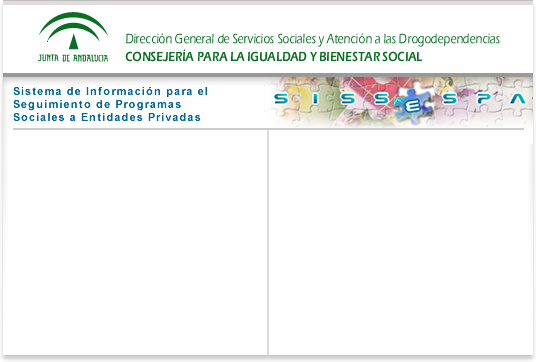 JUNTA DE ANDALUCIA
Dirección General de Servicios Sociales y Atención a las Drogodependencias
CONSEJERÍA PARA LA IGUALDAD Y BIENESTAR SOCIAL
Sistema de Información para el
Seguimiento de Programas
Sociales a Entidades Privadas
SISSESPA